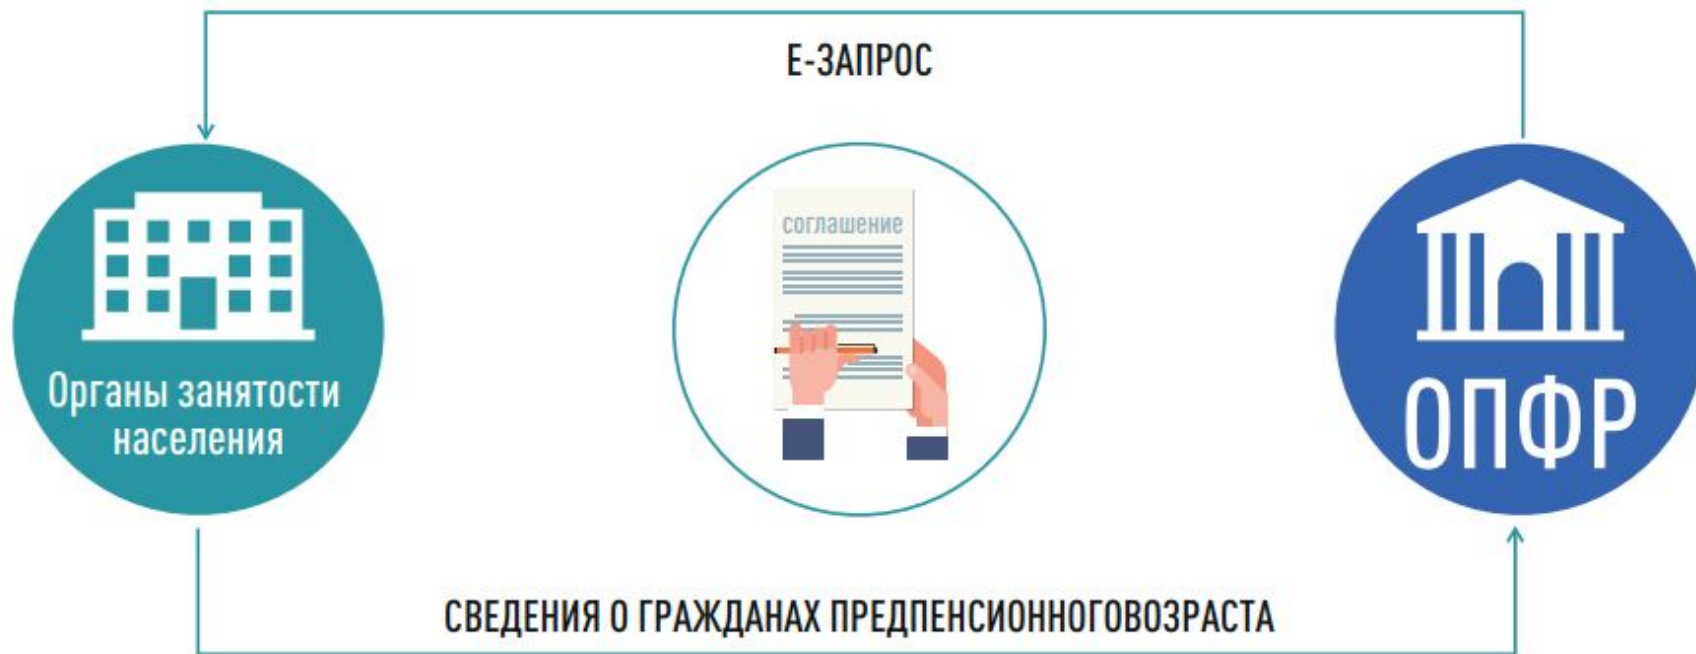 Е-ЗАПРОС
соглашение
Органы занятости
населения
ОПФР
СВЕДЕНИЯ О ГРАЖДАНАХ ПРЕДПЕНСИОННОГОВОЗРАСТА